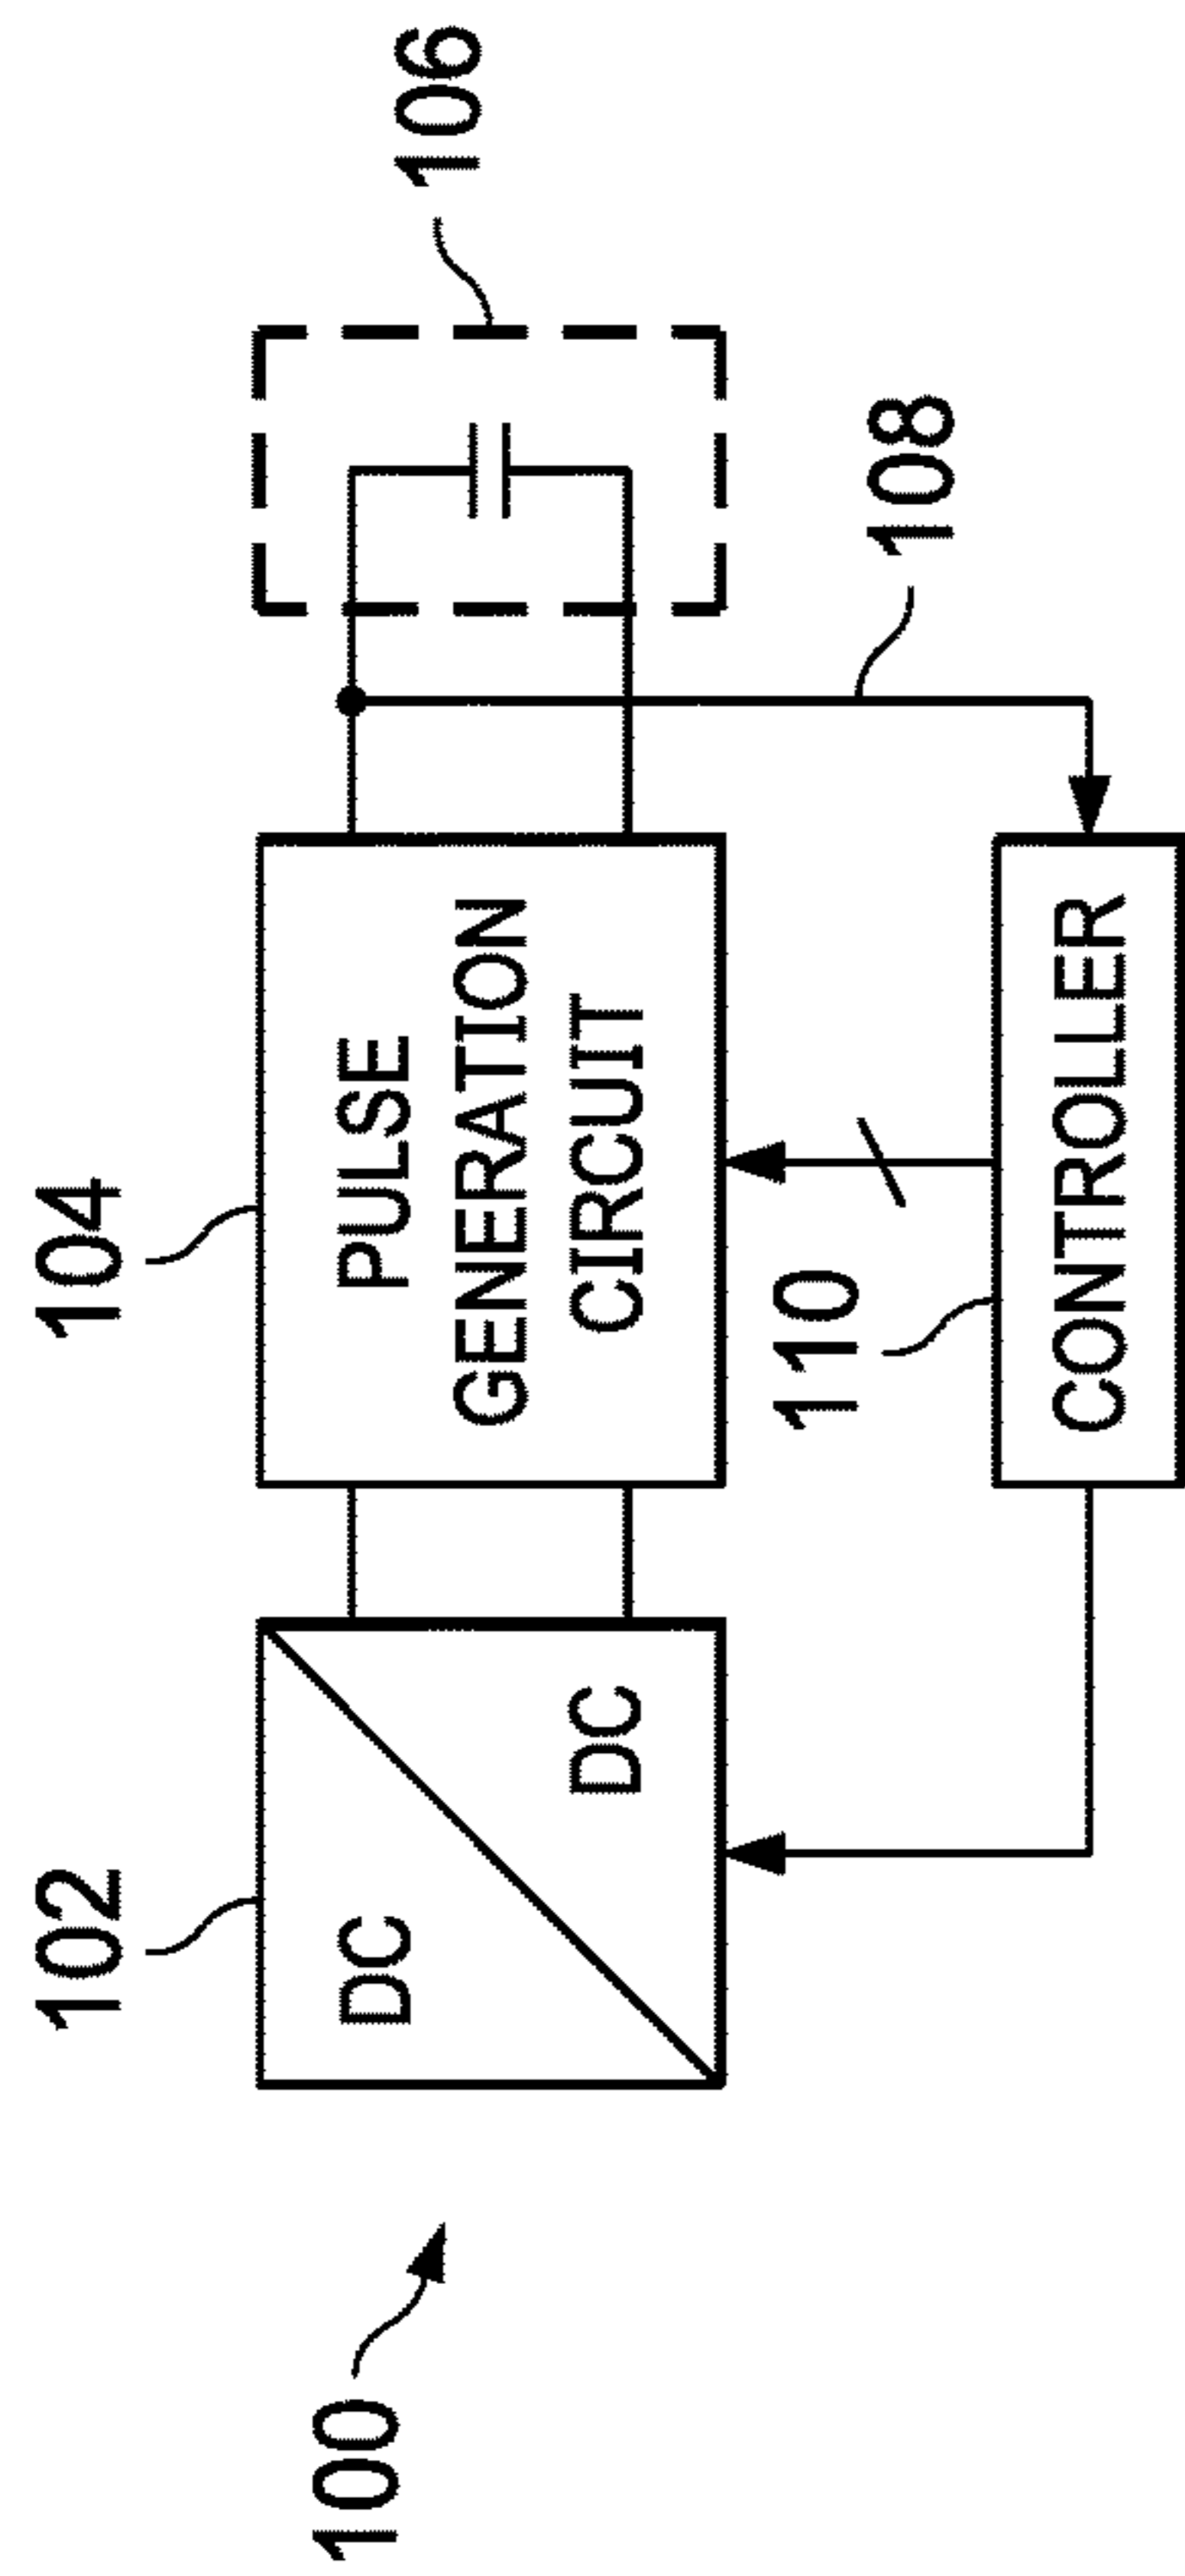 102
104
106
DC
DC
PULSE
GENERATION
CIRCUIT
100
110
108
CONTROLLER